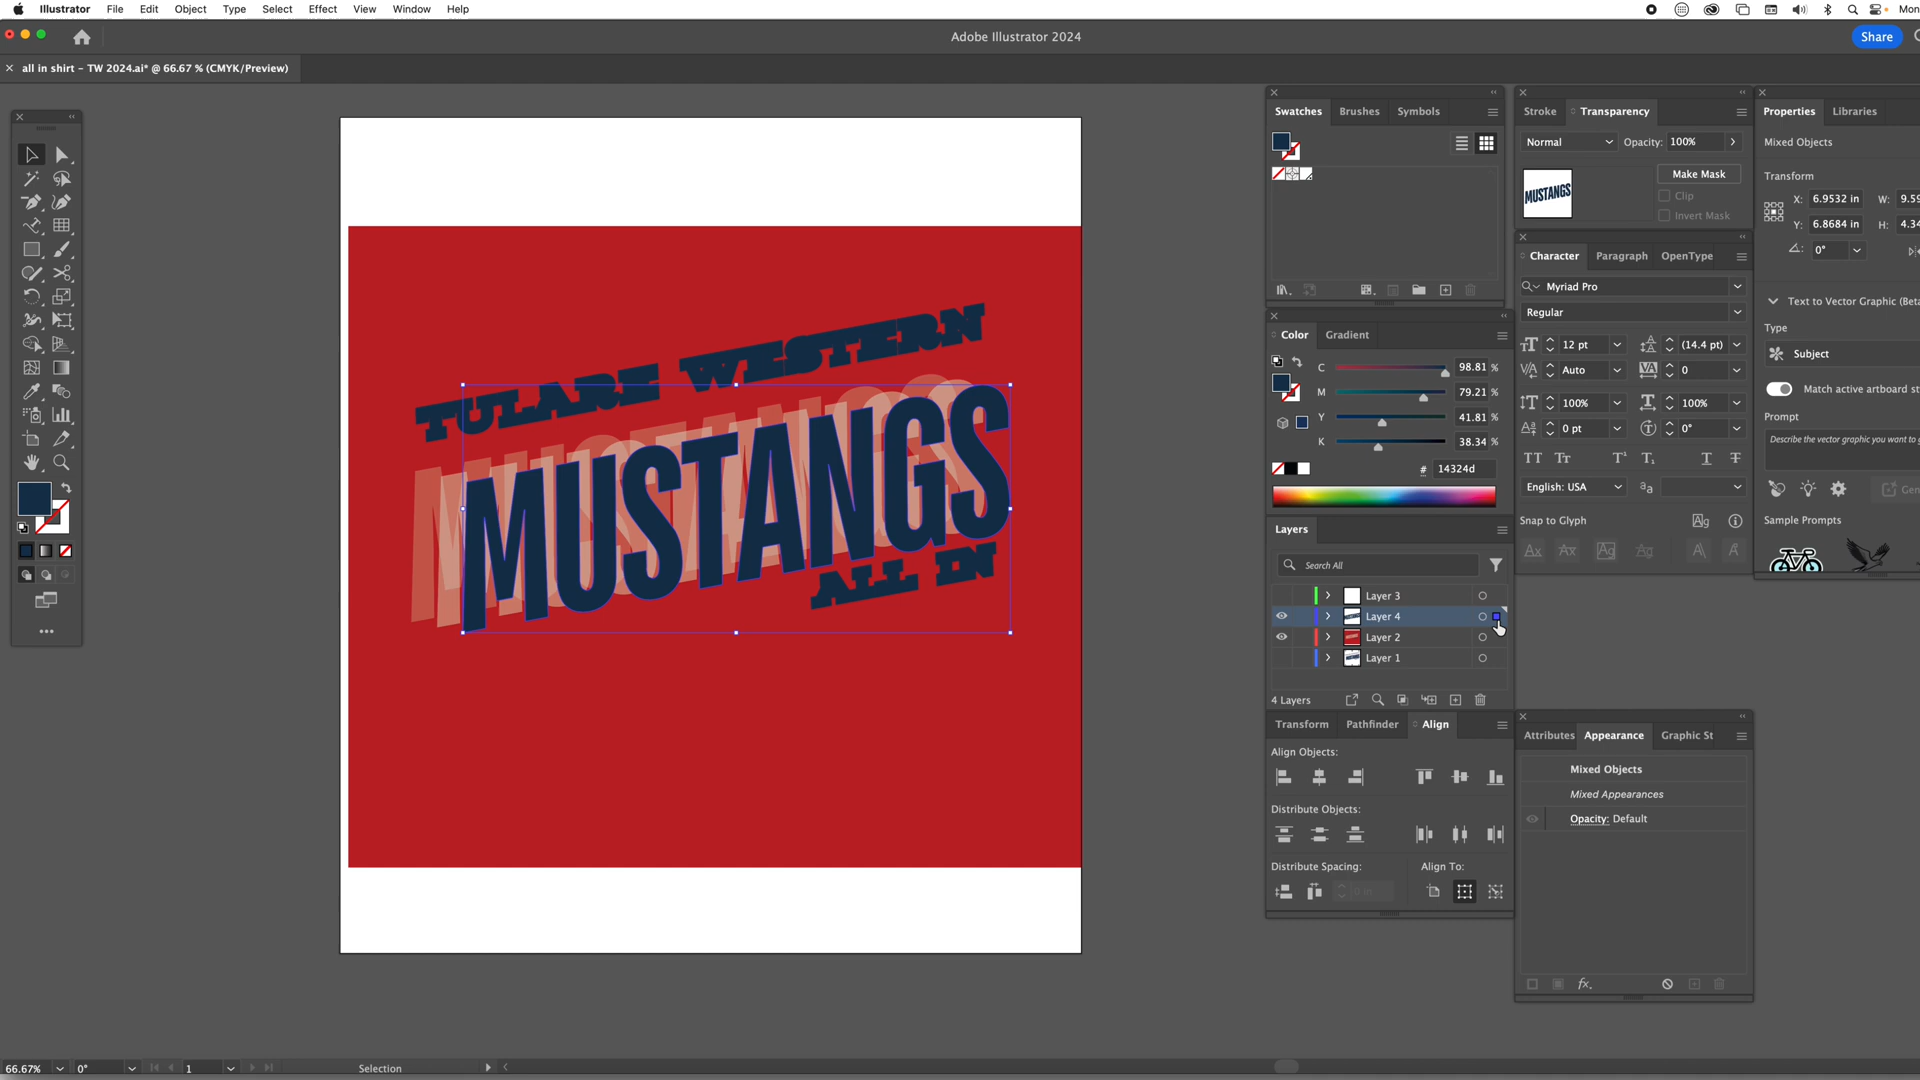 Illustrator File Edit Object Type Select Effect View Window Help
Mon
Adobe Illustrator 2024
Share
all in shirt – TW 2024.ai* @ 66.67 % (CMYK/Preview)
Swatches Brushes Symbols
Stroke Transparency
Normal Opacity: 100%
MUSTANGS
Make Mask
Clip
Invert Mask
Properties Libraries
Mixed Objects
Transform
X: 6.9532 in W: 9.59
Y: 6.8684 in H: 4.34
0°
Character Paragraph OpenType
Myriad Pro
Regular
12 pt (14.4 pt)
Auto 0
100% 100%
0 pt 0°
English: USA
Snap to Glyph
Text to Vector Graphic (Beta
Type
Subject
Match active artboard st
Prompt
Describe the vector graphic you want to g
Gen
Sample Prompts
Color Gradient
C 98.81 %
M 79.21 %
Y 41.81 %
K 38.34 %
# 14324d
Layers
Search All
Layer 3
Layer 4
Layer 2
Layer 1
4 Layers
Transform Pathfinder Align
Align Objects:
Distribute Objects:
Distribute Spacing: Align To:
0 in
Attributes Appearance Graphic St
Mixed Objects
Mixed Appearances
Opacity: Default
TULARE WESTERN
MUSTANGS
ALL IN
66.67% 0° 1 Selection